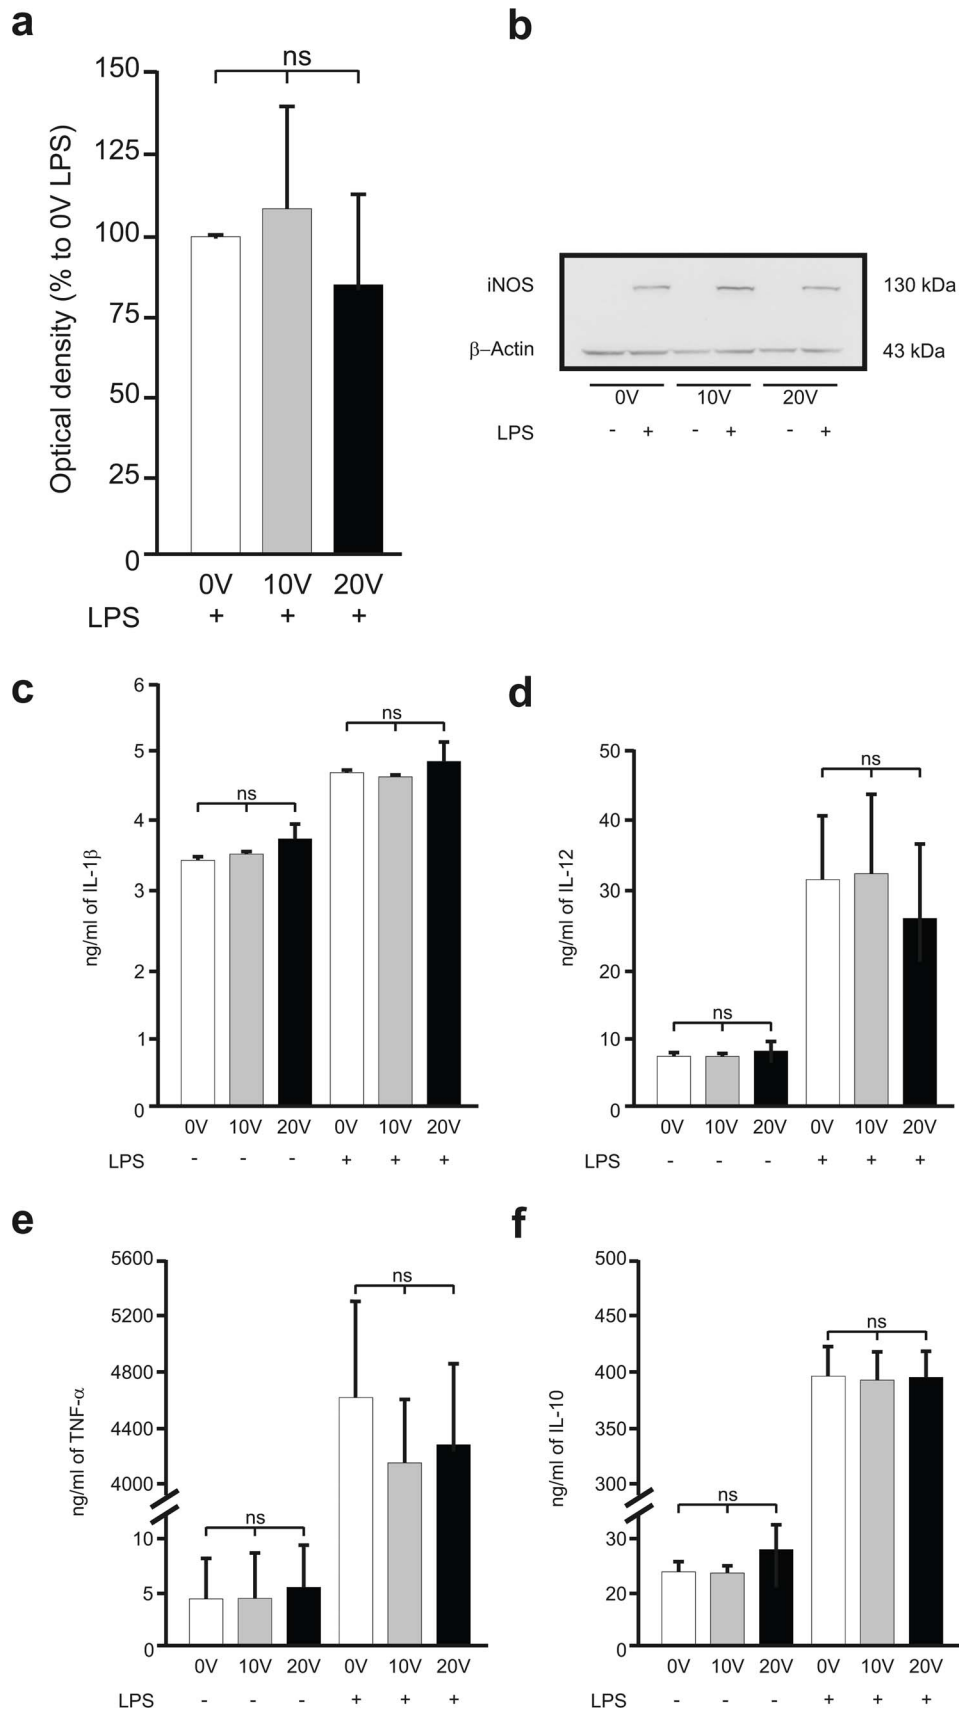 a
ns
Optical density (% to 0V LPS)
150
125
100
75
50
25
0
0V 10V 20V
LPS + + +
b
iNOS 130 kDa
β–Actin 43 kDa
0V 10V 20V
LPS - + - + - +
c
ns
ns
ng/ml of IL-1β
6
5
4
3
2
1
0
0V 10V 20V 0V 10V 20V
LPS - - - + + +
d
ns
ns
ng/ml of IL-12
50
40
30
20
10
0
0V 10V 20V 0V 10V 20V
LPS - - - + + +
e
ns
ns
ng/ml of TNF-α
5600
5200
4800
4400
4000
10
5
0
0V 10V 20V 0V 10V 20V
LPS - - - + + +
f
ns
ns
ng/ml of IL-10
500
450
400
350
300
30
20
0
0V 10V 20V 0V 10V 20V
LPS - - - + + +